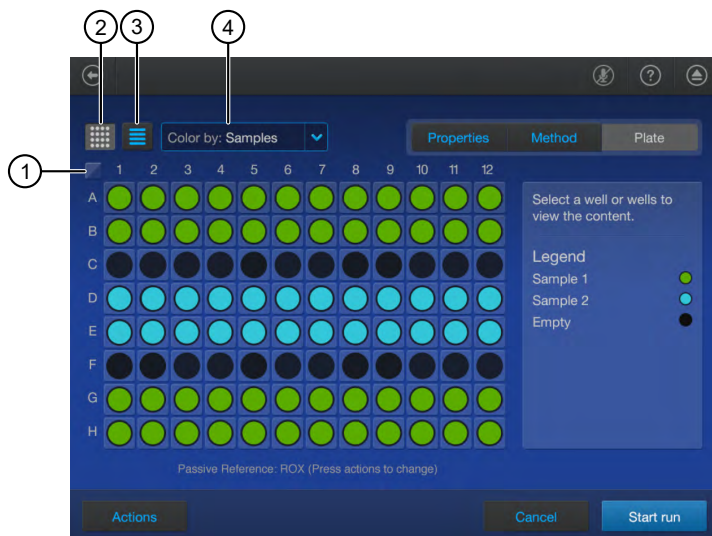 2 3 4
?
Color by: Samples
Properties Method Plate
1
1 2 3 4 5 6 7 8 9 10 11 12
A
B
C
D
E
F
G
H
Select a well or wells to
view the content.
Legend
Sample 1
Sample 2
Empty
Passive Reference: ROX (Press actions to change)
Actions Cancel Start run